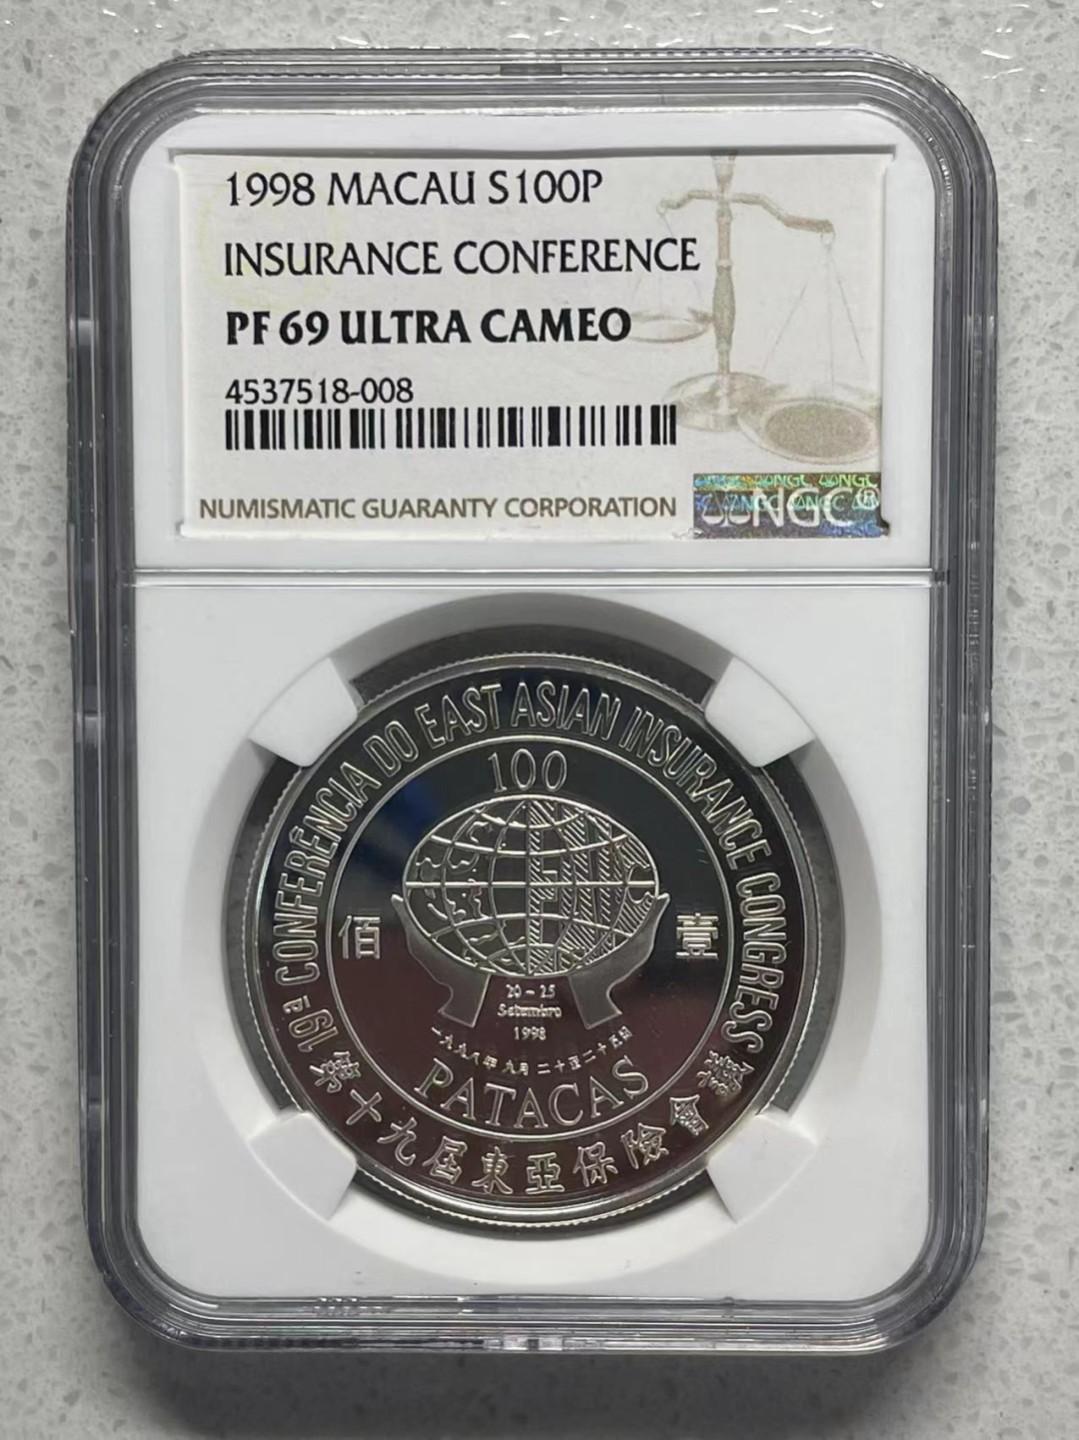 1998 MACAU S100P
INSURANCE CONFERENCE
PF 69 ULTRA CAMEO
4537518-008
NUMISMATIC GUARANTY CORPORATION
NGC®
19ª CONFERÊNCIA DO EAST ASIAN INSURANCE CONGRESS
100
EAIC
佰 壹
20-25
Setembro
1998
一九九八年九月二十至二十五日
PATACAS
第十九屆東亞保險會議